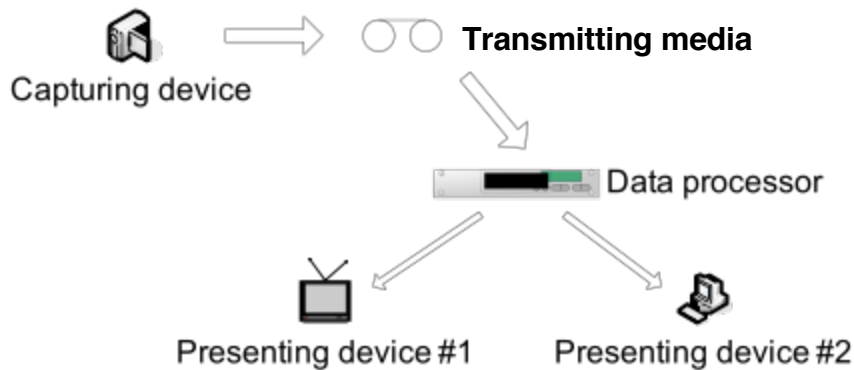 Transmitting media
Capturing device
Data processor
Presenting device #1
Presenting device #2